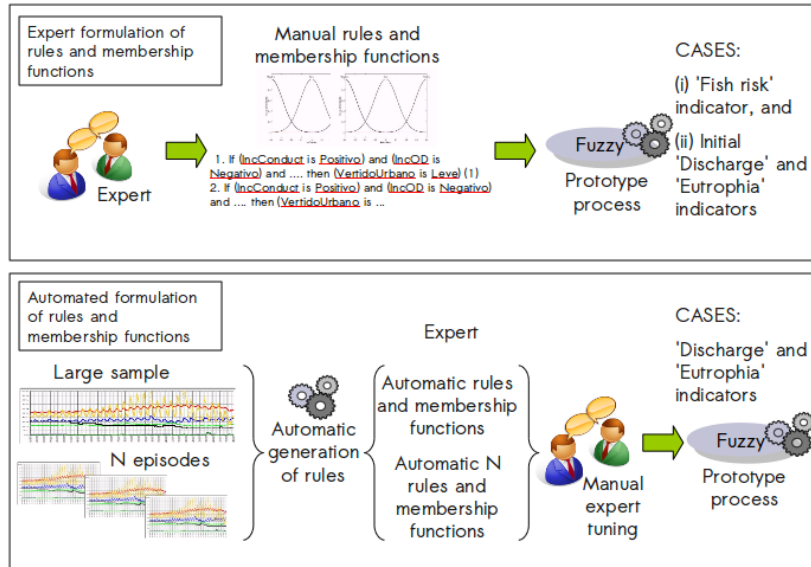 Expert formulation of
rules and membership
functions
Manual rules and
membership functions
Expert
1. If (IncConduct is Positivo) and (IncOD is
Negativo) and .... then (VertidoUrbano is Leve) (1)
2. If (IncConduct is Positivo) and (IncOD is Negativo)
and .... then (VertidoUrbano is ...
Fuzzy
Prototype
process
CASES:
(i) 'Fish risk'
indicator, and
(ii) Initial
'Discharge' and
'Eutrophia'
indicators
Automated formulation
of rules and
membership functions
Large sample
N episodes
Automatic
generation
of rules
Expert
Automatic rules
and membership
functions
Automatic N
rules and
membership
functions
Manual
expert
tuning
CASES:
'Discharge' and
'Eutrophia'
indicators
Fuzzy
Prototype
process